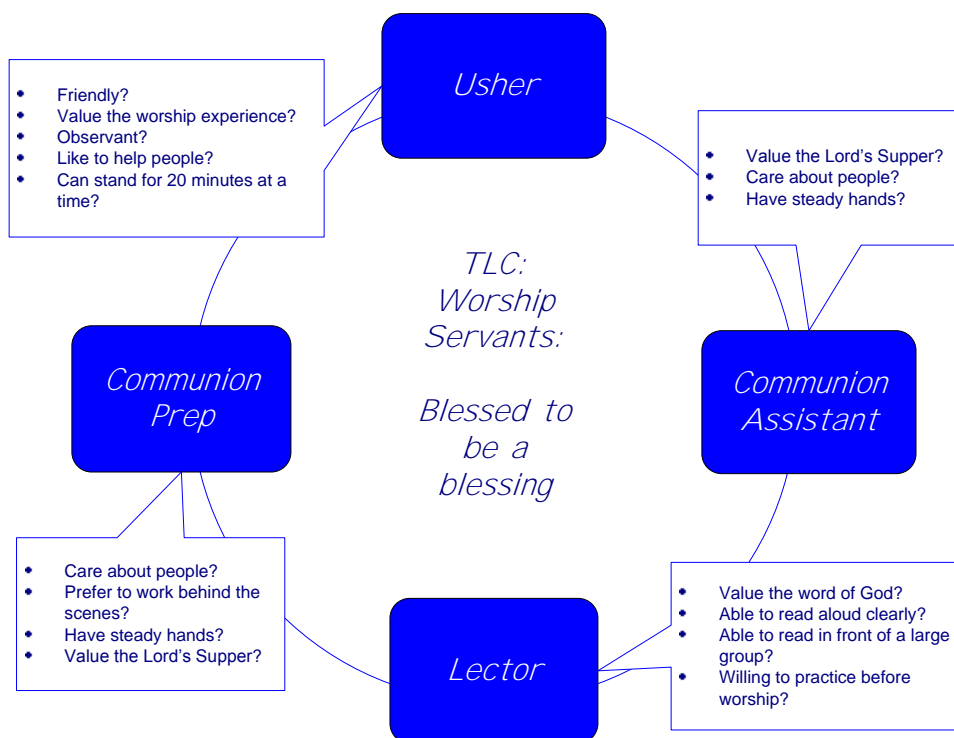 Usher
Friendly?
Value the worship experience?
Observant?
Like to help people?
Can stand for 20 minutes at a
time?
Value the Lord's Supper?
Care about people?
Have steady hands?
TLC:
Worship
Servants:
Blessed to
be a
blessing
Communion
Prep
Communion
Assistant
Care about people?
Prefer to work behind the
scenes?
Have steady hands?
Value the Lord's Supper?
Lector
Value the word of God?
Able to read aloud clearly?
Able to read in front of a large
group?
Willing to practice before
worship?